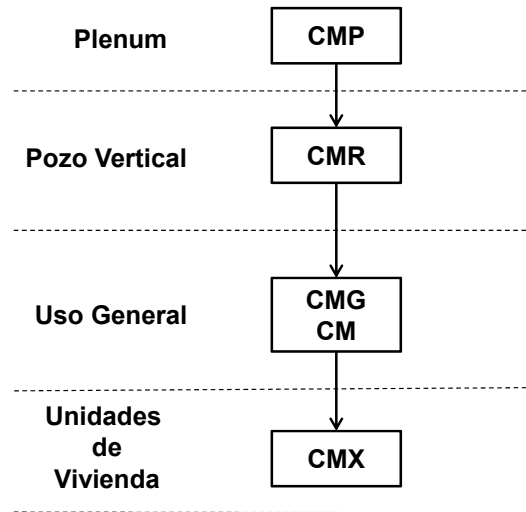 Plenum
CMP
Pozo Vertical
CMR
Uso General
CMG
CM
Unidades
de
Vivienda
CMX